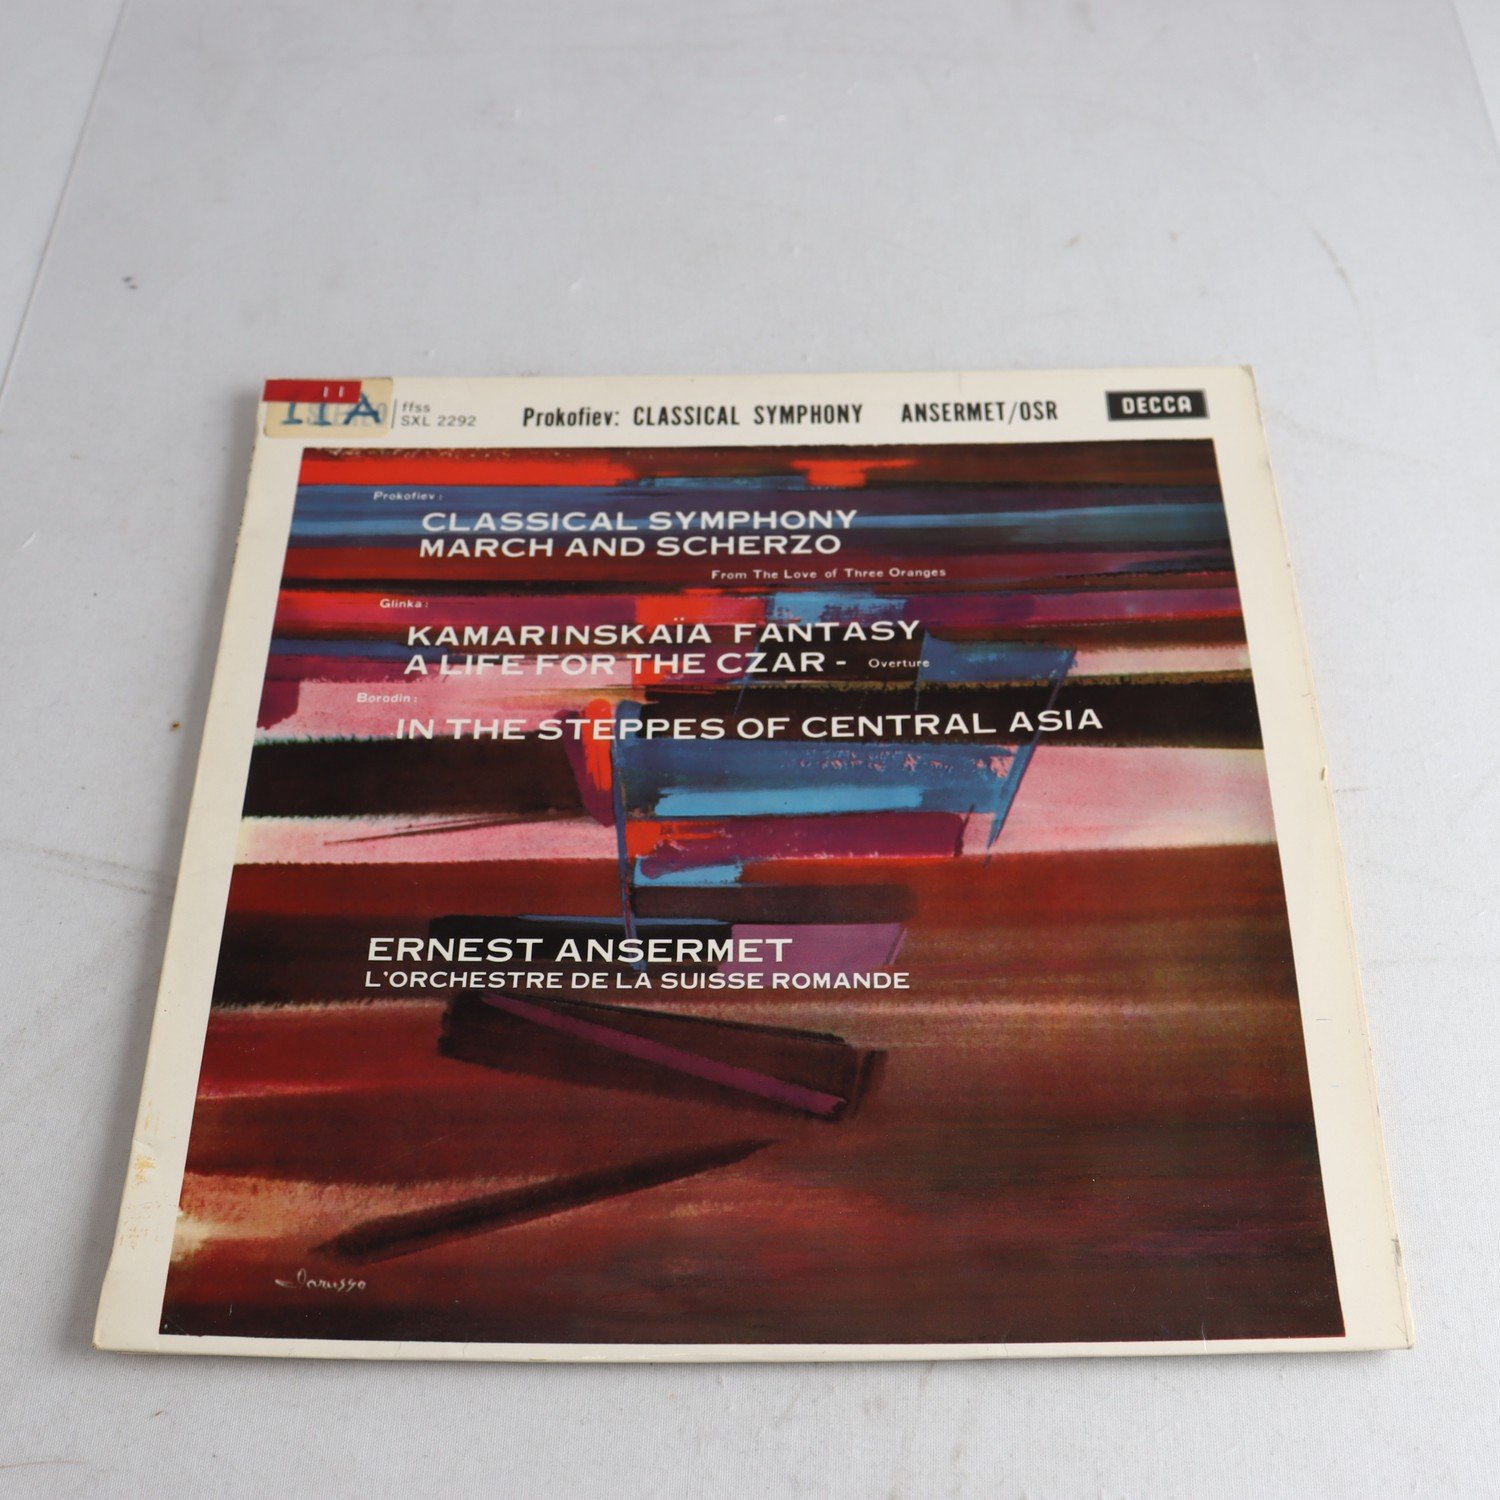 11
11A
ffss
SXL 2292
Prokofiev: CLASSICAL SYMPHONY ANSERMET/OSR
DECCA
Prokofiev:
CLASSICAL SYMPHONY
MARCH AND SCHERZO
From The Love of Three Oranges
Glinka:
KAMARINSKAÏA FANTASY
A LIFE FOR THE CZAR - Overture
Borodin:
IN THE STEPPES OF CENTRAL ASIA
ERNEST ANSERMET
L'ORCHESTRE DE LA SUISSE ROMANDE